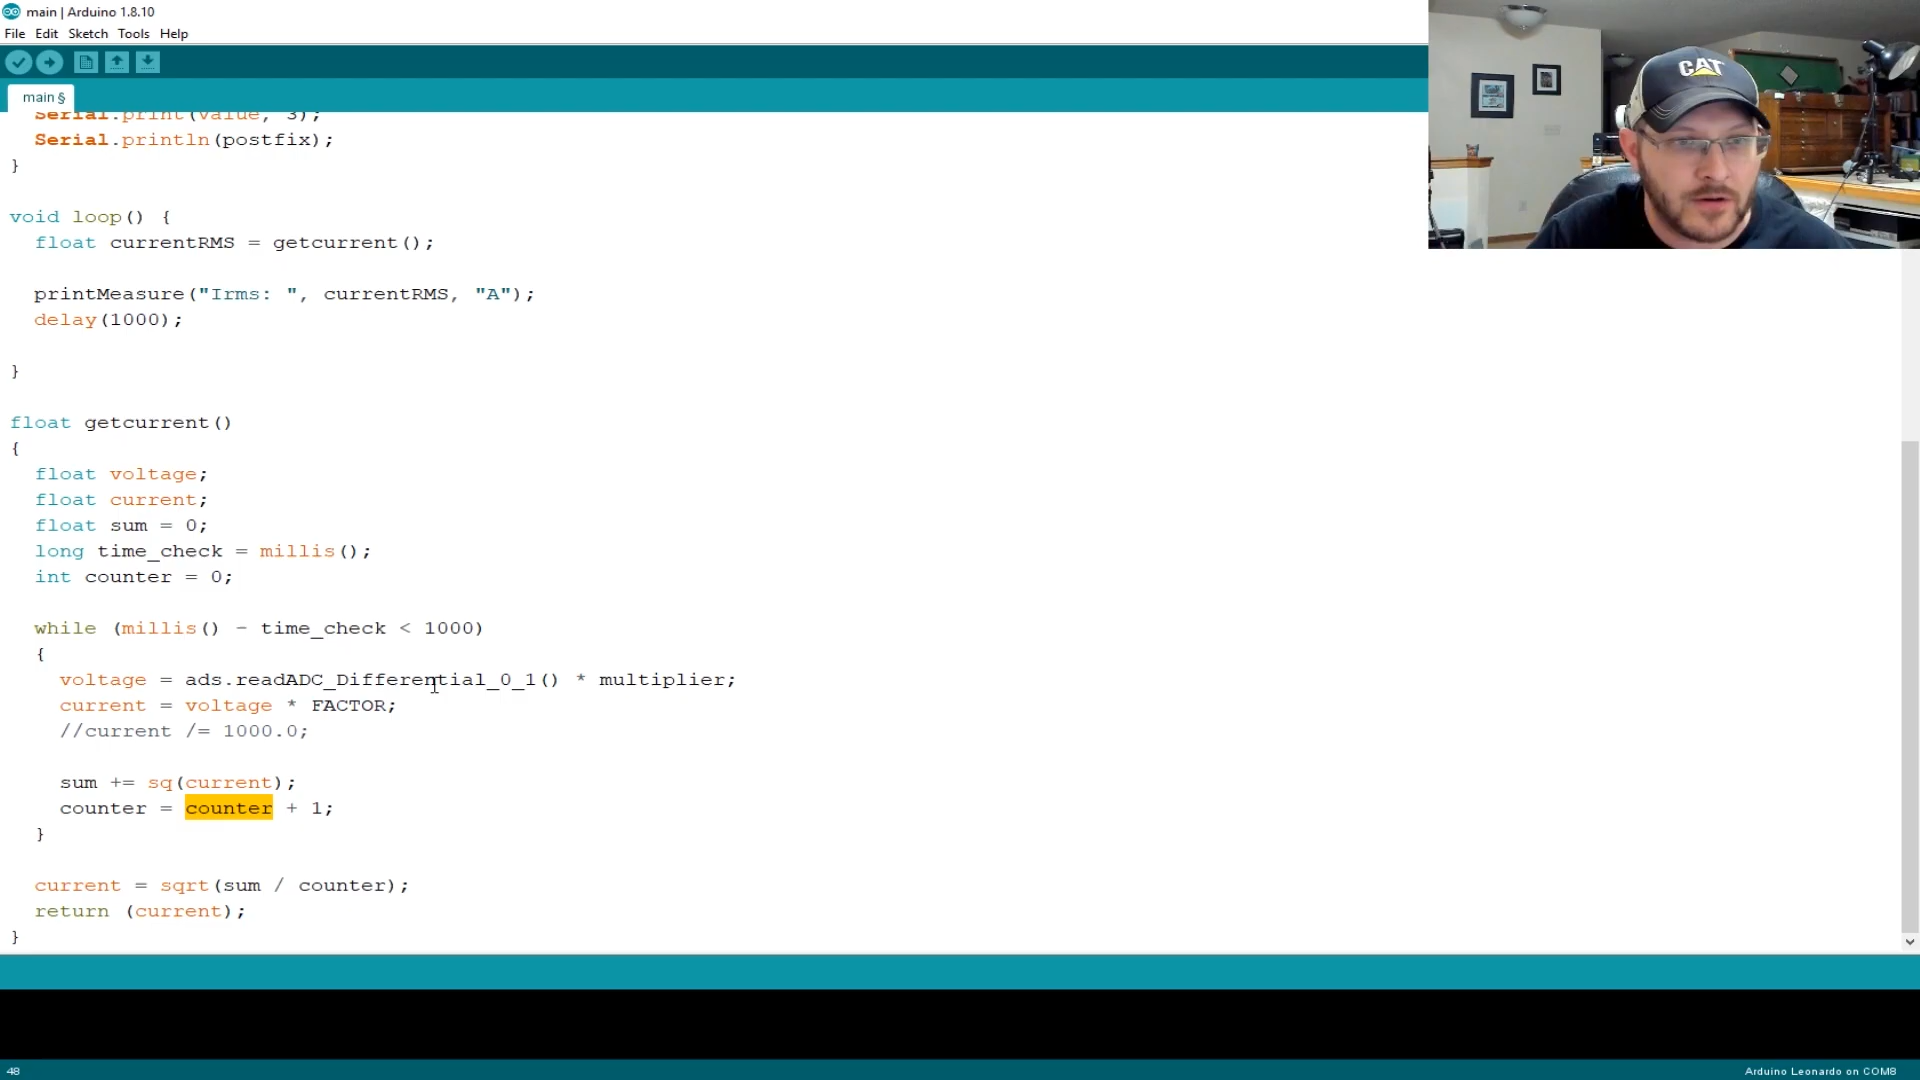 main | Arduino 1.8.10
File Edit Sketch Tools Help
main §
Serial.print(value, 3);
Serial.println(postfix);
}
void loop() {
float currentRMS = getcurrent();
printMeasure("Irms: ", currentRMS, "A");
delay(1000);
}
float getcurrent()
{
float voltage;
float current;
float sum = 0;
long time_check = millis();
int counter = 0;
while (millis() - time_check < 1000)
{
voltage = ads.readADC_Differential_0_1() * multiplier;
current = voltage * FACTOR;
//current /= 1000.0;
sum += sq(current);
counter = counter + 1;
}
current = sqrt(sum / counter);
return (current);
}
48
Arduino Leonardo on COM8
CAT